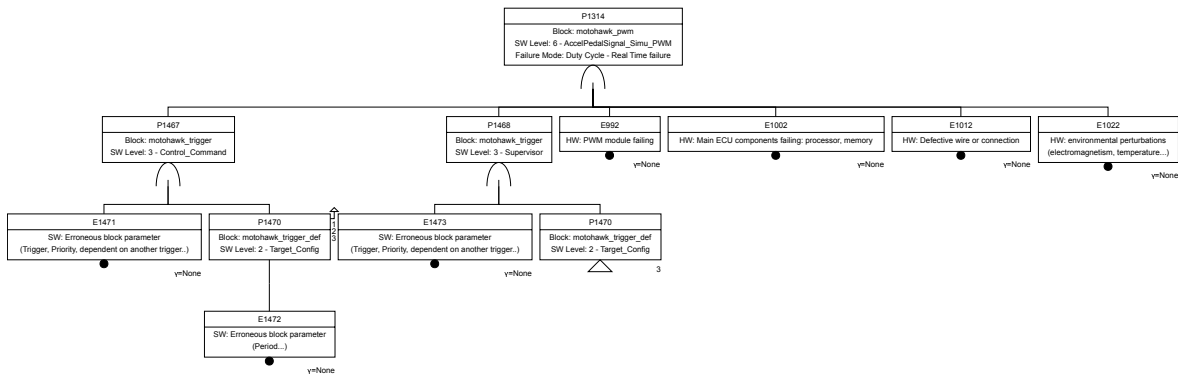 P1314
Block: motohawk_pwm
SW Level: 6 - AccelPedalSignal_Simu_PWM
Failure Mode: Duty Cycle - Real Time failure
P1467
Block: motohawk_trigger
SW Level: 3 - Control_Command
P1468
Block: motohawk_trigger
SW Level: 3 - Supervisor
E992
HW: PWM module failing
γ=None
E1002
HW: Main ECU components failing: processor, memory
γ=None
E1012
HW: Defective wire or connection
γ=None
E1022
HW: environmental perturbations
(electromagnetism, temperature...)
γ=None
E1471
SW: Erroneous block parameter
(Trigger, Priority, dependent on another trigger..)
γ=None
P1470
Block: motohawk_trigger_def
SW Level: 2 - Target_Config
1
2
3
E1473
SW: Erroneous block parameter
(Trigger, Priority, dependent on another trigger..)
γ=None
P1470
Block: motohawk_trigger_def
SW Level: 2 - Target_Config
3
E1472
SW: Erroneous block parameter
(Period...)
γ=None